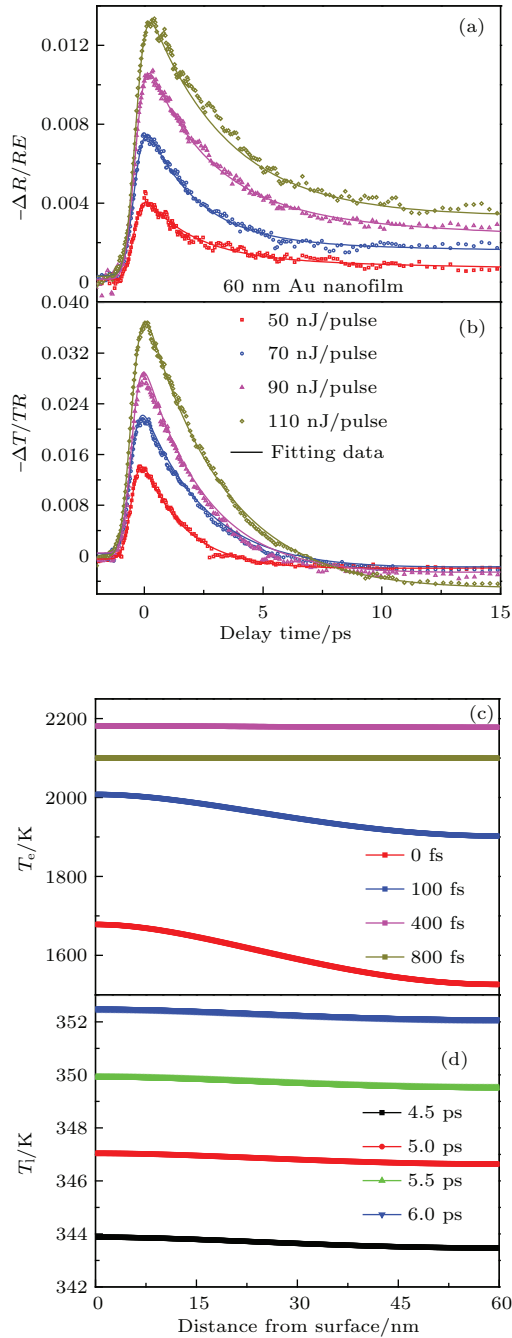 (a)
0.012
0.008
0.004
0
−ΔR/RE
60 nm Au nanofilm
(b)
0.040
0.036
0.024
0.012
0
−ΔT/TR
50 nJ/pulse
70 nJ/pulse
90 nJ/pulse
110 nJ/pulse
Fitting data
0 5 10 15
Delay time/ps
(c)
2200
2000
1800
1600
Te/K
0 fs
100 fs
400 fs
800 fs
(d)
352
350
348
346
344
342
Tl/K
4.5 ps
5.0 ps
5.5 ps
6.0 ps
0 15 30 45 60
Distance from surface/nm